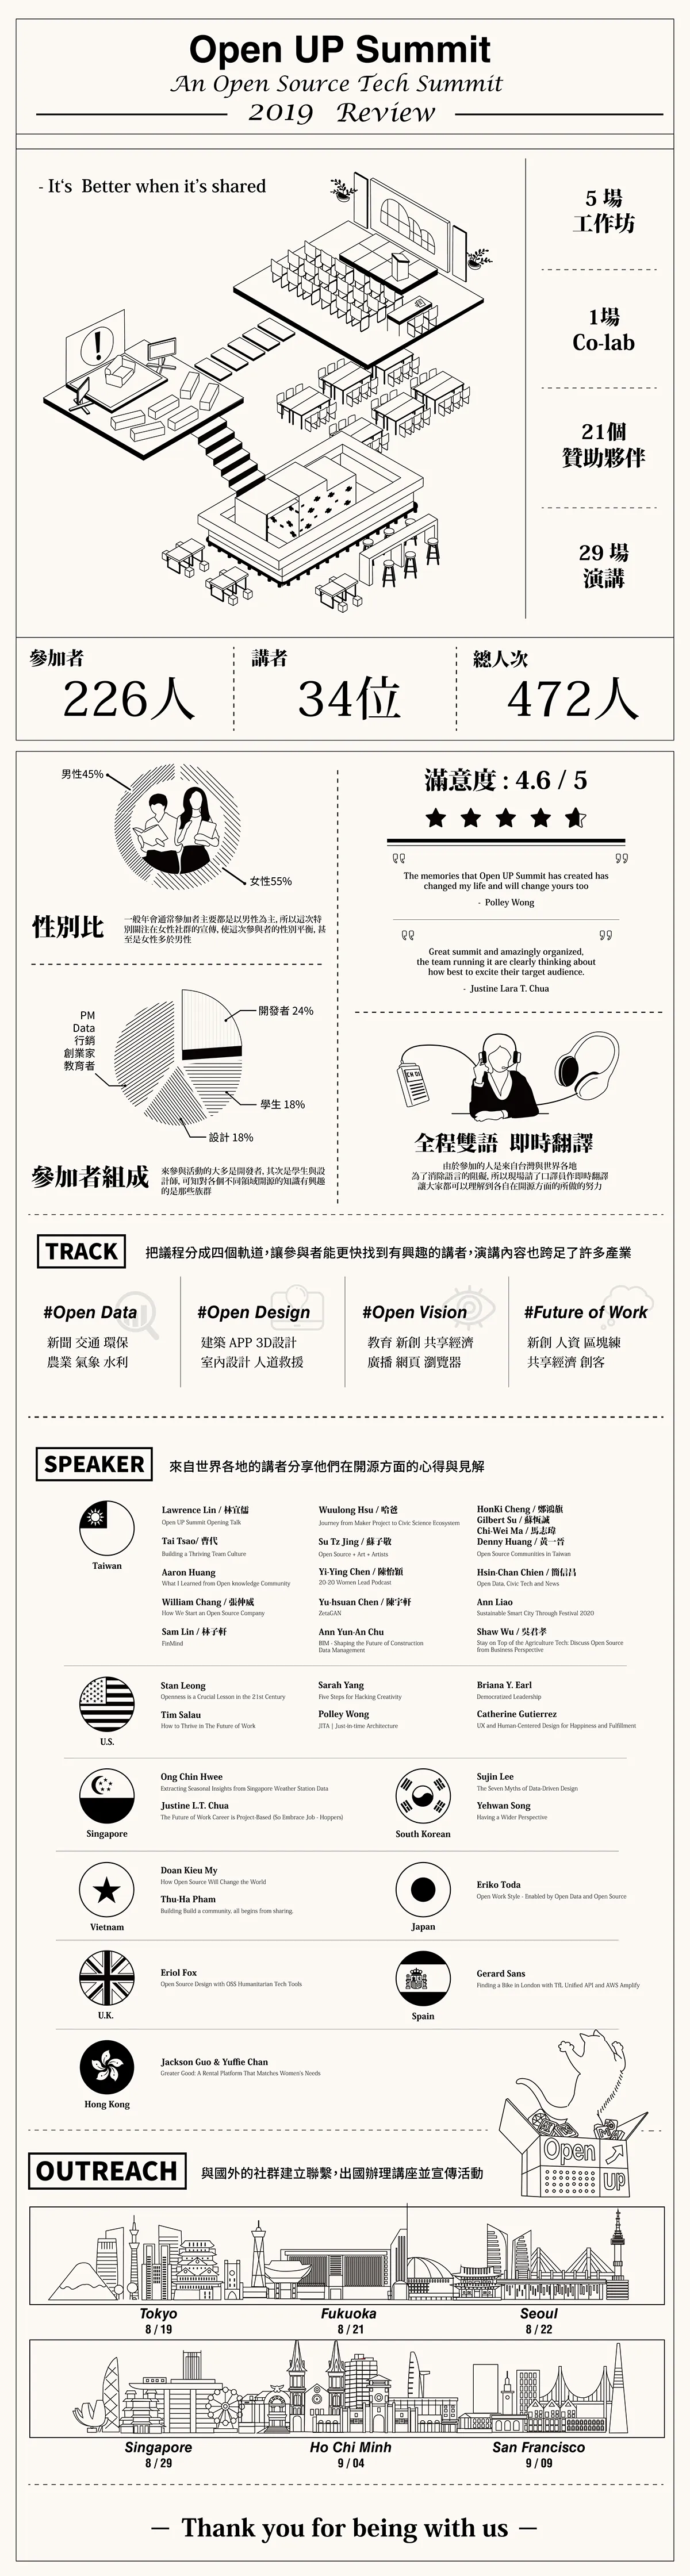 Open UP Summit
An Open Source Tech Summit
2019 Review
- It's Better when it's shared
5 場
工作坊
1場
Co-lab
21個
贊助夥伴
29 場
演講
參加者
226人
講者
34位
總人次
472人
男性45%
女性55%
性別比
一般年會通常參加者主要都是以男性為主, 所以這次特
別關注在女性社群的宣傳, 使這次參與者的性別平衡, 甚
至是女性多於男性
PM
Data
行銷
創業家
教育者
開發者 24%
學生 18%
設計 18%
參加者組成
來參與活動的大多是開發者, 其次是學生與設
計師, 可知對各個不同領域開源的知識有興趣
的是那些族群
滿意度 : 4.6 / 5
The memories that Open UP Summit has created has
changed my life and will change yours too
- Polley Wong
Great summit and amazingly organized,
the team running it are clearly thinking about
how best to excite their target audience.
- Justine Lara T. Chua
全程雙語 即時翻譯
由於參加的人是來自台灣與世界各地
為了消除語言的阻礙, 所以現場請了口譯員作即時翻譯
讓大家都可以理解到各自在開源方面的所做的努力
TRACK
把議程分成四個軌道，讓參與者能更快找到有興趣的講者，演講內容也跨足了許多產業
#Open Data
新聞 交通 環保
農業 氣象 水利
#Open Design
建築 APP 3D設計
室內設計 人道救援
#Open Vision
教育 新創 共享經濟
廣播 網頁 瀏覽器
#Future of Work
新創 人資 區塊練
共享經濟 創客
SPEAKER
來自世界各地的講者分享他們在開源方面的心得與見解
Taiwan
Lawrence Lin / 林宜儒
Open UP Summit Opening Talk
Tai Tsao/ 曹代
Building a Thriving Team Culture
Aaron Huang
What I Learned from Open knowledge Community
William Chang / 張仲威
How We Start an Open Source Company
Sam Lin / 林子軒
FinMind
Wuulong Hsu / 哈爸
Journey from Maker Project to Civic Science Ecosystem
Su Tz Jing / 蘇子敬
Open Source + Art + Artists
Yi-Ying Chen / 陳怡穎
20-20 Women Lead Podcast
Yu-hsuan Chen / 陳宇軒
ZetaGAN
Ann Yun-An Chu
BIM - Shaping the Future of Construction
Data Management
HonKi Cheng / 鄭鴻旗
Gilbert Su / 蘇恆誠
Chi-Wei Ma / 馬志瑋
Denny Huang / 黃一晉
Open Source Communities in Taiwan
Hsin-Chan Chien / 簡信昌
Open Data, Civic Tech and News
Ann Liao
Sustainable Smart City Through Festival 2020
Shaw Wu / 吳君孝
Stay on Top of the Agriculture Tech: Discuss Open Source
from Business Perspective
U.S.
Stan Leong
Openness is a Crucial Lesson in the 21st Century
Tim Salau
How to Thrive in The Future of Work
Sarah Yang
Five Steps for Hacking Creativity
Polley Wong
JITA | Just-in-time Architecture
Briana Y. Earl
Democratized Leadership
Catherine Gutierrez
UX and Human-Centered Design for Happiness and Fulfillment
Singapore
Ong Chin Hwee
Extracting Seasonal Insights from Singapore Weather Station Data
Justine L.T. Chua
The Future of Work Career is Project-Based (So Embrace Job - Hoppers)
South Korean
Sujin Lee
The Seven Myths of Data-Driven Design
Yehwan Song
Having a Wider Perspective
Vietnam
Doan Kieu My
How Open Source Will Change the World
Thu-Ha Pham
Building Build a community, all begins from sharing.
Japan
Eriko Toda
Open Work Style - Enabled by Open Data and Open Source
U.K.
Eriol Fox
Open Source Design with OSS Humanitarian Tech Tools
Spain
Gerard Sans
Finding a Bike in London with TfL Unified API and AWS Amplify
Hong Kong
Jackson Guo & Yuffie Chan
Greater Good: A Rental Platform That Matches Women's Needs
Open
UP
OUTREACH
與國外的社群建立聯繫，出國辦理講座並宣傳活動
Tokyo
8 / 19
Fukuoka
8 / 21
Seoul
8 / 22
Singapore
8 / 29
Ho Chi Minh
9 / 04
San Francisco
9 / 09
— Thank you for being with us —